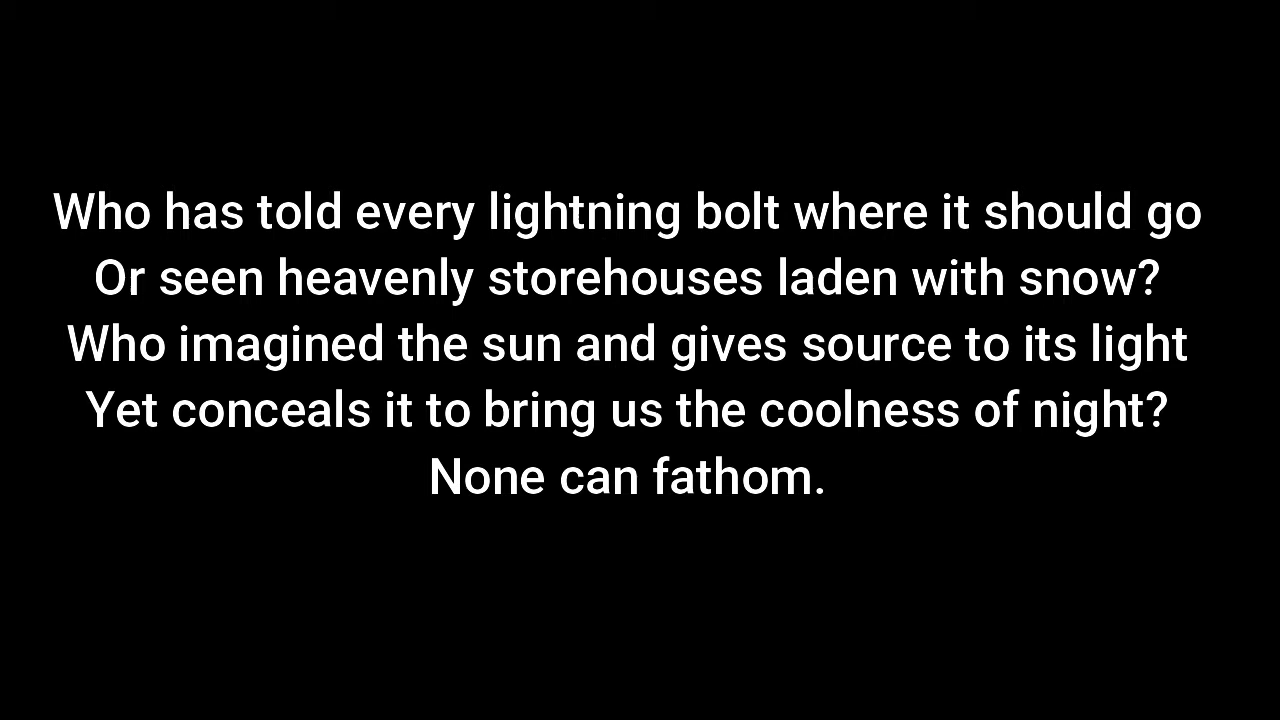 Who has told every lightning bolt where it should go
Or seen heavenly storehouses laden with snow?
Who imagined the sun and gives source to its light
Yet conceals it to bring us the coolness of night?
None can fathom.